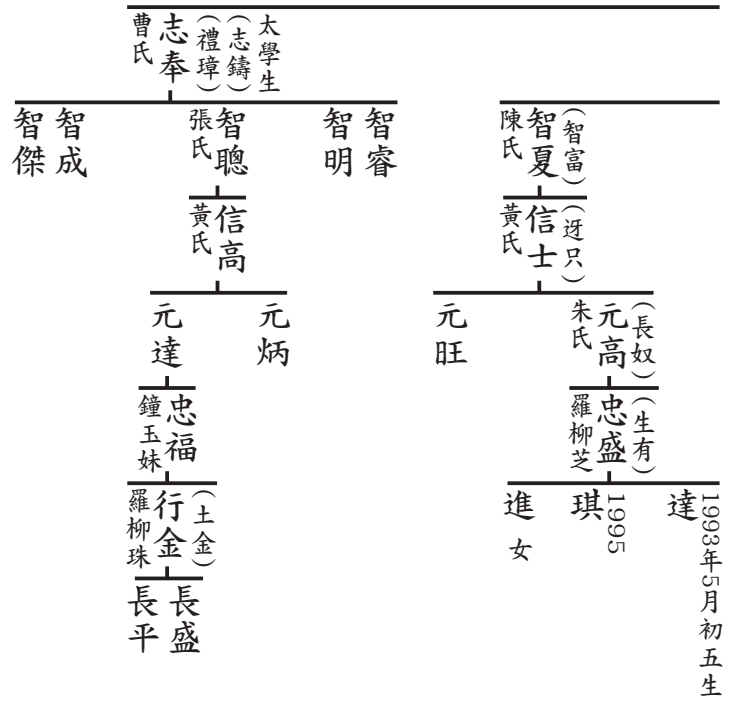 太學生
(志鑄)
(禮璋)
志奉
曹氏
(智富)
智夏
陳氏
智睿
智明
智聰
張氏
智成
智傑
(迓只)
信士
黃氏
信高
黃氏
(長奴)
元高
朱氏
元旺
元炳
元達
(生有)
忠盛
羅柳芝
忠福
鐘玉妹
1993年5月初五生
達
1995
琪
進女
(土金)
行金
羅柳珠
長盛
長平